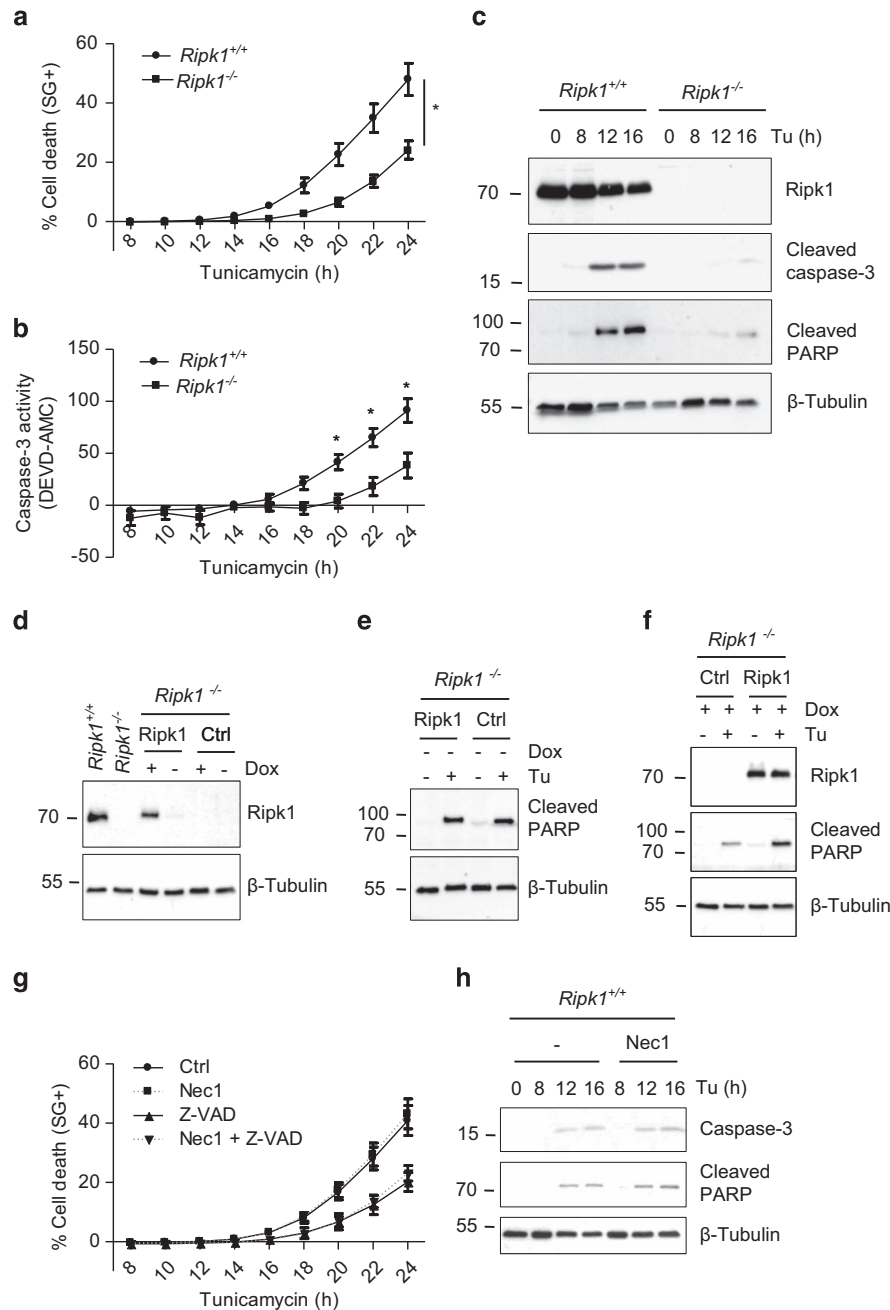 a
60
40
20
0
% Cell death (SG+)
Ripk1+/+
Ripk1-/-
*
8 10 12 14 16 18 20 22 24
Tunicamycin (h)
b
150
100
50
0
-50
Caspase-3 activity
(DEVD-AMC)
Ripk1+/+
Ripk1-/-
* * *
8 10 12 14 16 18 20 22 24
Tunicamycin (h)
c
Ripk1+/+ Ripk1-/-
0 8 12 16 0 8 12 16 Tu (h)
70 Ripk1
15 Cleaved
caspase-3
100
70 Cleaved
PARP
55 β-Tubulin
d
Ripk1+/+ Ripk1-/- Ripk1 -/-
Ripk1 Ctrl
+ - + - Dox
70 Ripk1
55 β-Tubulin
e
Ripk1 -/-
Ripk1 Ctrl
- - - - Dox
- + - + Tu
100
70 Cleaved
PARP
55 β-Tubulin
f
Ripk1 -/-
Ctrl Ripk1
+ + + + Dox
- + - + Tu
70 Ripk1
100
70 Cleaved
PARP
55 β-Tubulin
g
60
40
20
0
% Cell death (SG+)
Ctrl
Nec1
Z-VAD
Nec1 + Z-VAD
8 10 12 14 16 18 20 22 24
Tunicamycin (h)
h
Ripk1+/+
- Nec1
0 8 12 16 8 12 16 Tu (h)
15 Caspase-3
70 Cleaved
PARP
55 β-Tubulin